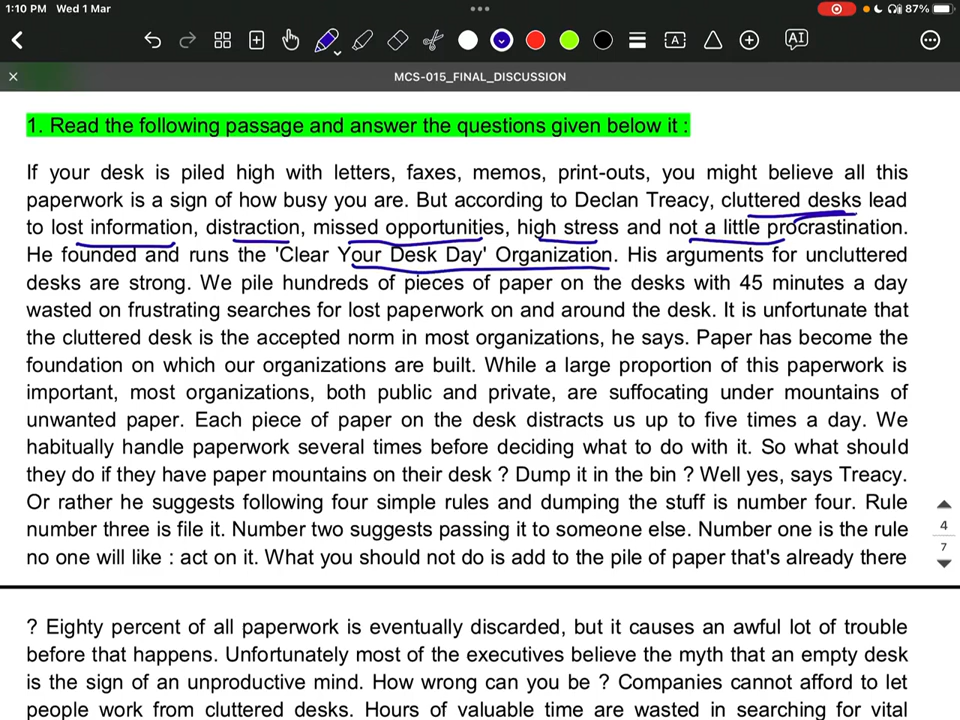 1:10 PM Wed 1 Mar
87%
A
AI
MCS-015_FINAL_DISCUSSION
1. Read the following passage and answer the questions given below it :
If your desk is piled high with letters, faxes, memos, print-outs, you might believe all this
paperwork is a sign of how busy you are. But according to Declan Treacy, cluttered desks lead
to lost information, distraction, missed opportunities, high stress and not a little procrastination.
He founded and runs the 'Clear Your Desk Day' Organization. His arguments for uncluttered
desks are strong. We pile hundreds of pieces of paper on the desks with 45 minutes a day
wasted on frustrating searches for lost paperwork on and around the desk. It is unfortunate that
the cluttered desk is the accepted norm in most organizations, he says. Paper has become the
foundation on which our organizations are built. While a large proportion of this paperwork is
important, most organizations, both public and private, are suffocating under mountains of
unwanted paper. Each piece of paper on the desk distracts us up to five times a day. We
habitually handle paperwork several times before deciding what to do with it. So what should
they do if they have paper mountains on their desk ? Dump it in the bin ? Well yes, says Treacy.
Or rather he suggests following four simple rules and dumping the stuff is number four. Rule
number three is file it. Number two suggests passing it to someone else. Number one is the rule
no one will like : act on it. What you should not do is add to the pile of paper that's already there
4
7
? Eighty percent of all paperwork is eventually discarded, but it causes an awful lot of trouble
before that happens. Unfortunately most of the executives believe the myth that an empty desk
is the sign of an unproductive mind. How wrong can you be ? Companies cannot afford to let
people work from cluttered desks. Hours of valuable time are wasted in searching for vital